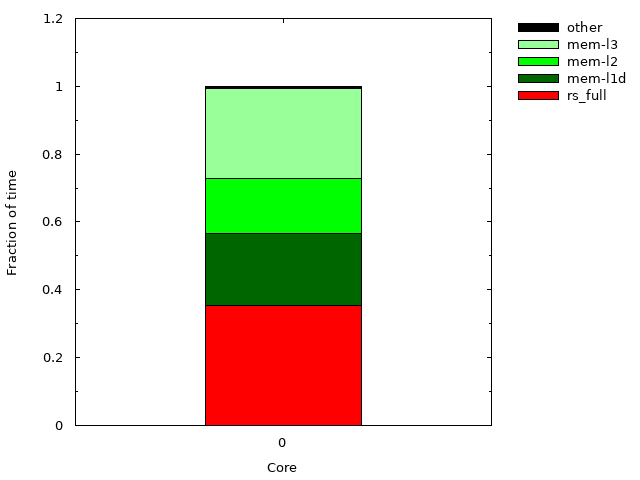 1.2
1
0.8
0.6
0.4
0.2
0
Fraction of time
0
Core
other
mem-l3
mem-l2
mem-l1d
rs_full